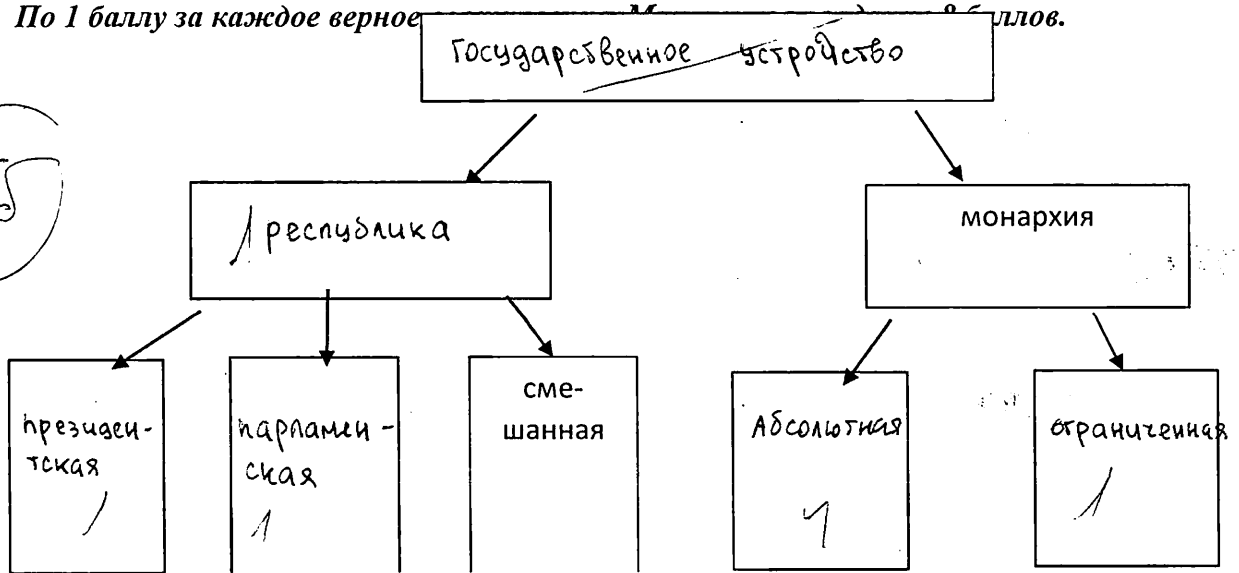 По 1 баллу за каждое верное
ллов.
Государственное устройство
1 республика
монархия
президен-
тская
1
парламен-
ская
1
сме-
шанная
Абсолютная
1
ограниченная
1